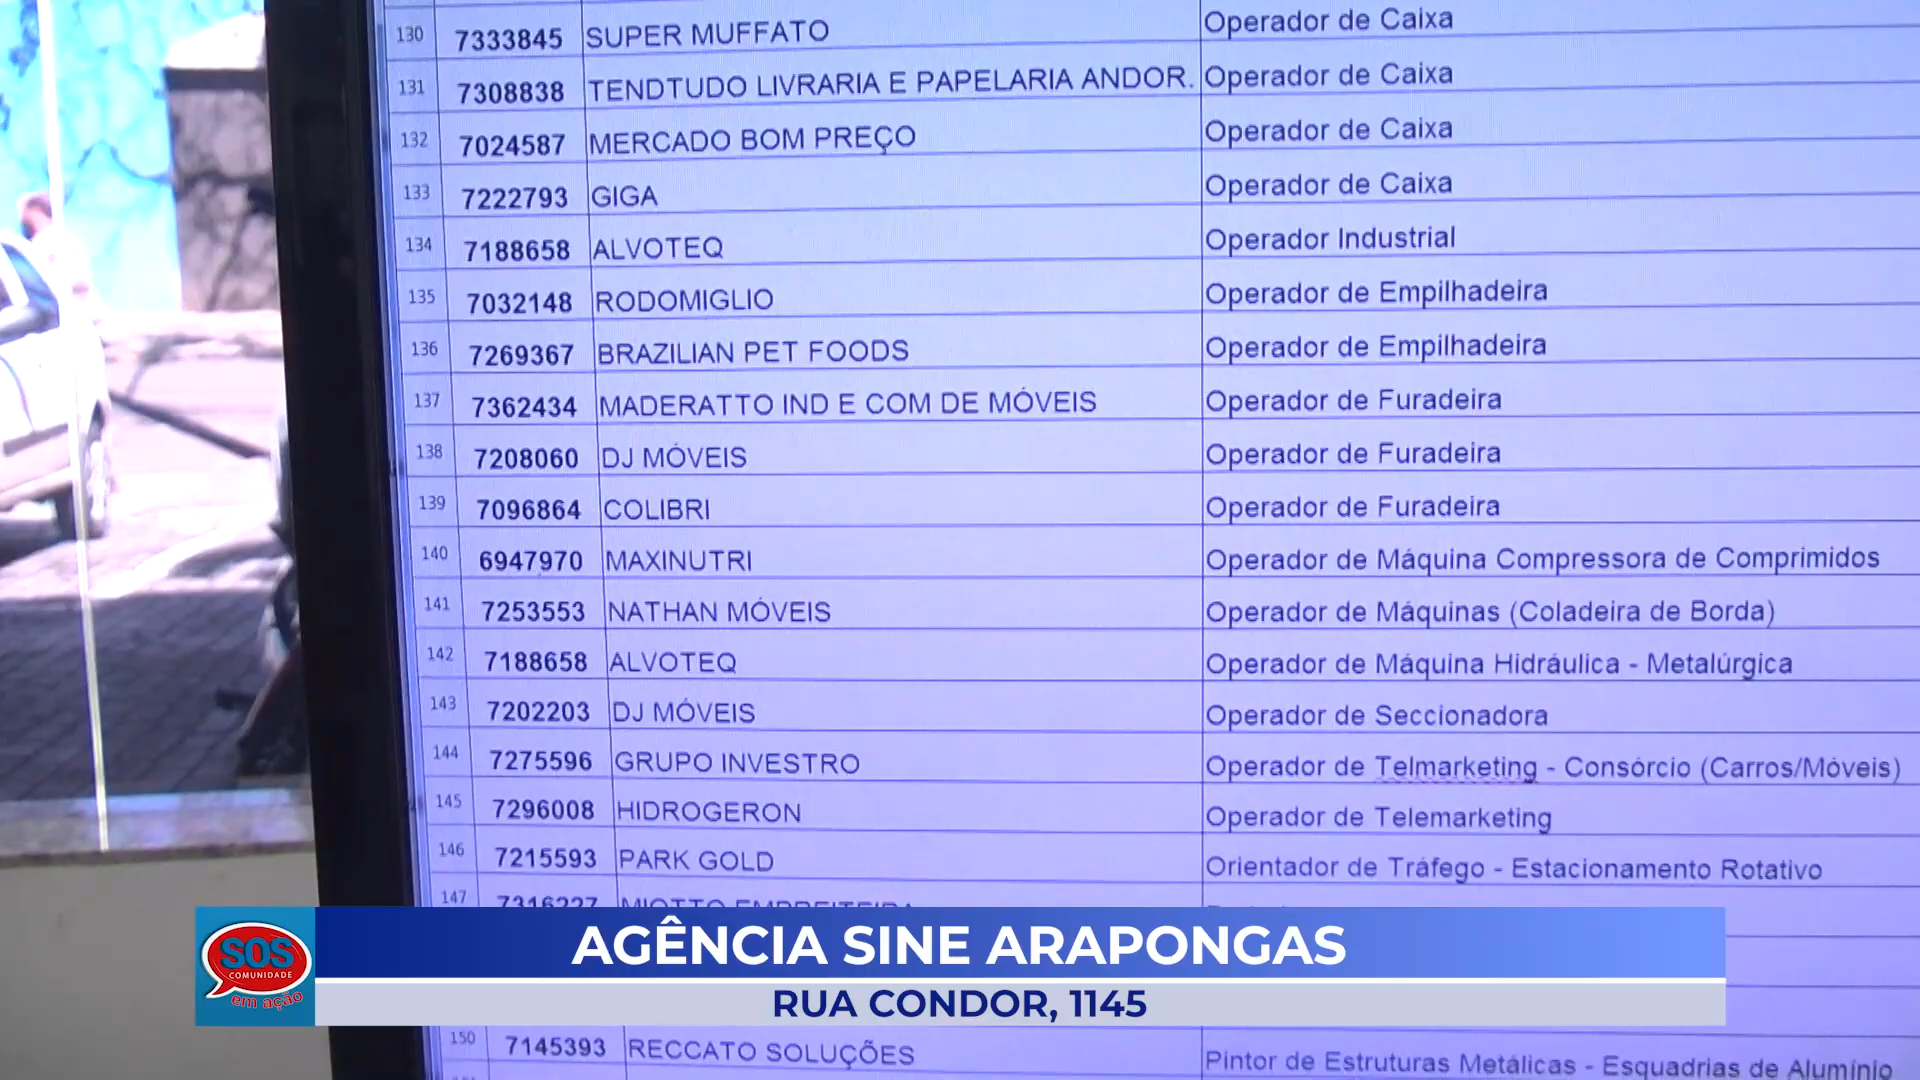 130 7333845 SUPER MUFFATO Operador de Caixa
131 7308838 TENDTUDO LIVRARIA E PAPELARIA ANDOR. Operador de Caixa
132 7024587 MERCADO BOM PREÇO Operador de Caixa
133 7222793 GIGA Operador de Caixa
134 7188658 ALVOTEQ Operador Industrial
135 7032148 RODOMIGLIO Operador de Empilhadeira
136 7269367 BRAZILIAN PET FOODS Operador de Empilhadeira
137 7362434 MADERATTO IND E COM DE MÓVEIS Operador de Furadeira
138 7208060 DJ MÓVEIS Operador de Furadeira
139 7096864 COLIBRI Operador de Furadeira
140 6947970 MAXINUTRI Operador de Máquina Compressora de Comprimidos
141 7253553 NATHAN MÓVEIS Operador de Máquinas (Coladeira de Borda)
142 7188658 ALVOTEQ Operador de Máquina Hidráulica - Metalúrgica
143 7202203 DJ MÓVEIS Operador de Seccionadora
144 7275596 GRUPO INVESTRO Operador de Telmarketing - Consórcio (Carros/Móveis)
145 7296008 HIDROGERON Operador de Telemarketing
146 7215593 PARK GOLD Orientador de Tráfego - Estacionamento Rotativo
147 7316227 MIOTTO EMPREITEIRA
SOS
COMUNIDADE
em ação
AGÊNCIA SINE ARAPONGAS
RUA CONDOR, 1145
150 7145393 RECCATO SOLUÇÕES Pintor de Estruturas Metálicas - Esquadrias de Alumínio